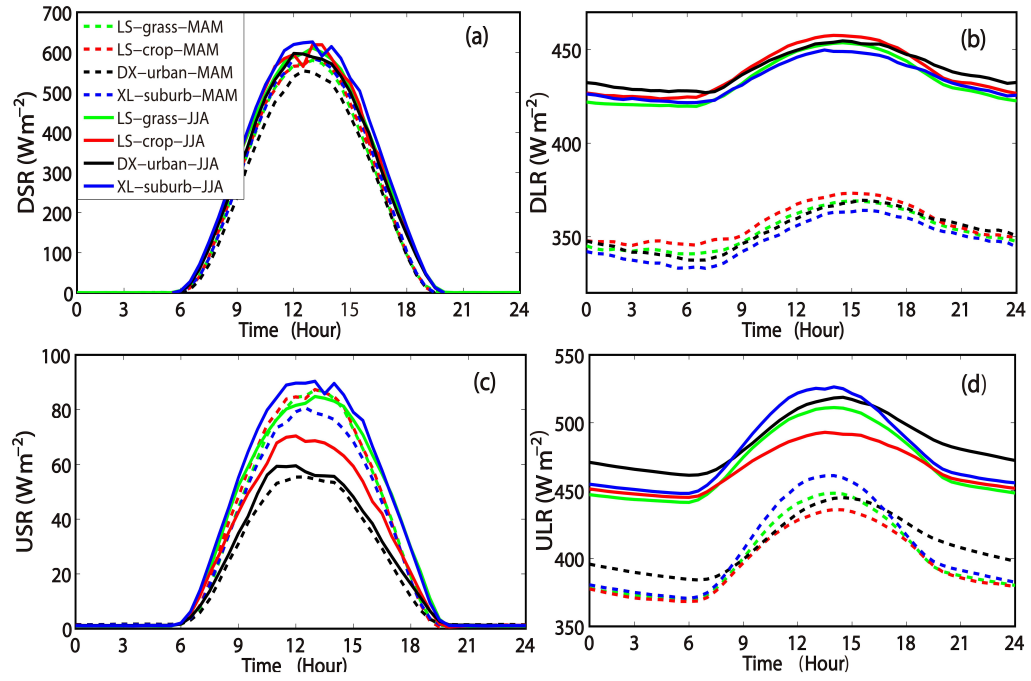 700
600
500
400
300
200
100
0
DSR (W m−2)
(a)
LS−grass−MAM
LS−crop−MAM
DX−urban−MAM
XL−suburb−MAM
LS−grass−JJA
LS−crop−JJA
DX−urban−JJA
XL−suburb−JJA
0 3 6 9 12 15 18 21 24
Time (Hour)
450
400
350
DLR (W m−2)
(b)
0 3 6 9 12 15 18 21 24
Time (Hour)
100
80
60
40
20
0
USR (W m−2)
(c)
0 3 6 9 12 15 18 21 24
Time (Hour)
550
500
450
400
350
ULR (W m−2)
(d)
0 3 6 9 12 15 18 21 24
Time (Hour)